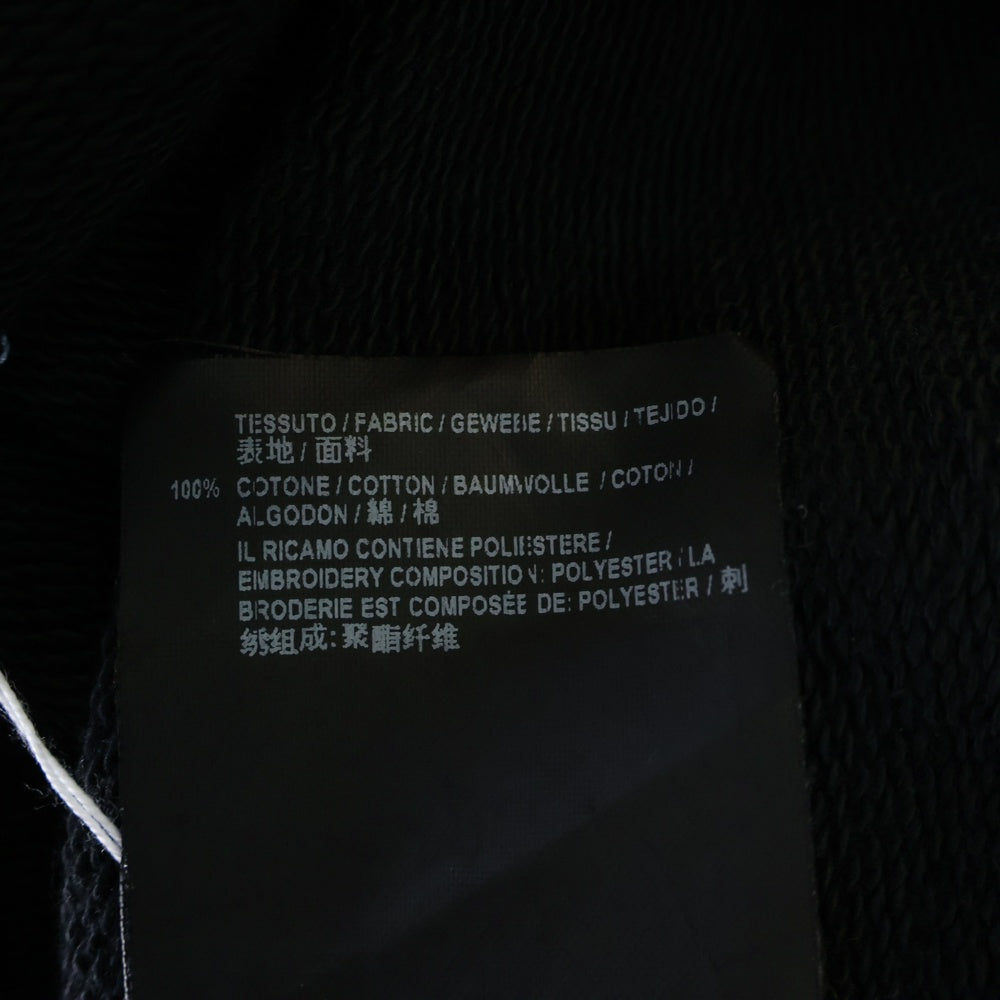 TESSUTO / FABRIC / GEWEBE / TISSU / TEJIDO /
表地 / 面料
100% COTONE / COTTON / BAUMWOLLE / COTON /
ALGODON / 綿 / 棉
IL RICAMO CONTIENE POLIESTERE /
EMBROIDERY COMPOSITION: POLYESTER / LA
BRODERIE EST COMPOSÉE DE: POLYESTER / 刺
绣组成: 聚酯纤维